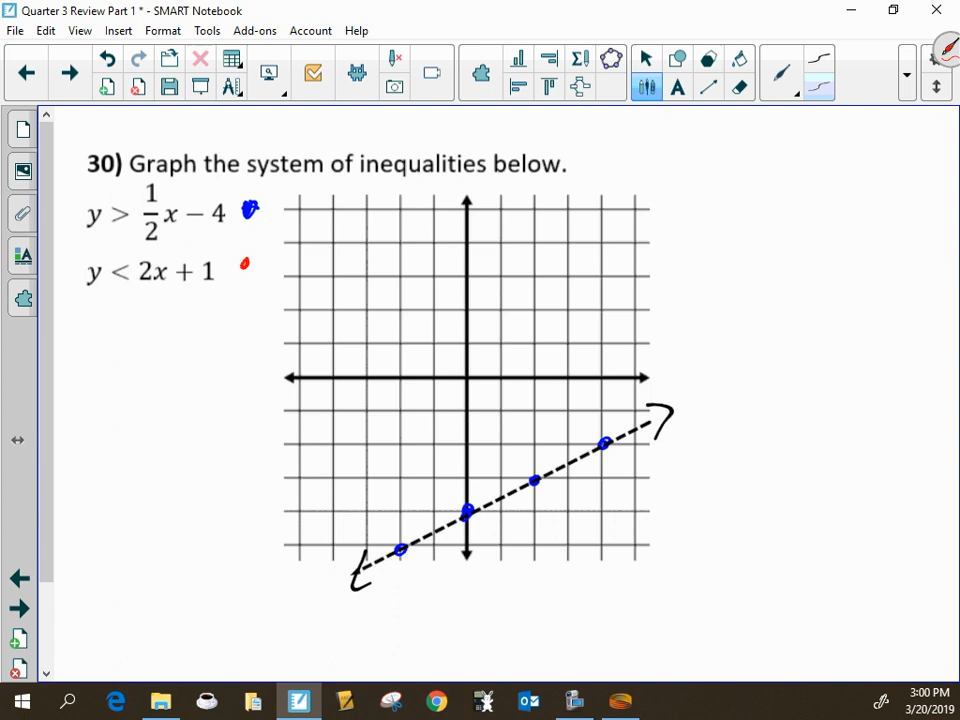 Quarter 3 Review Part 1 * - SMART Notebook
File Edit View Insert Format Tools Add-ons Account Help
30) Graph the system of inequalities below.
y > 1/2 x − 4
y < 2x + 1
3:00 PM
3/20/2019